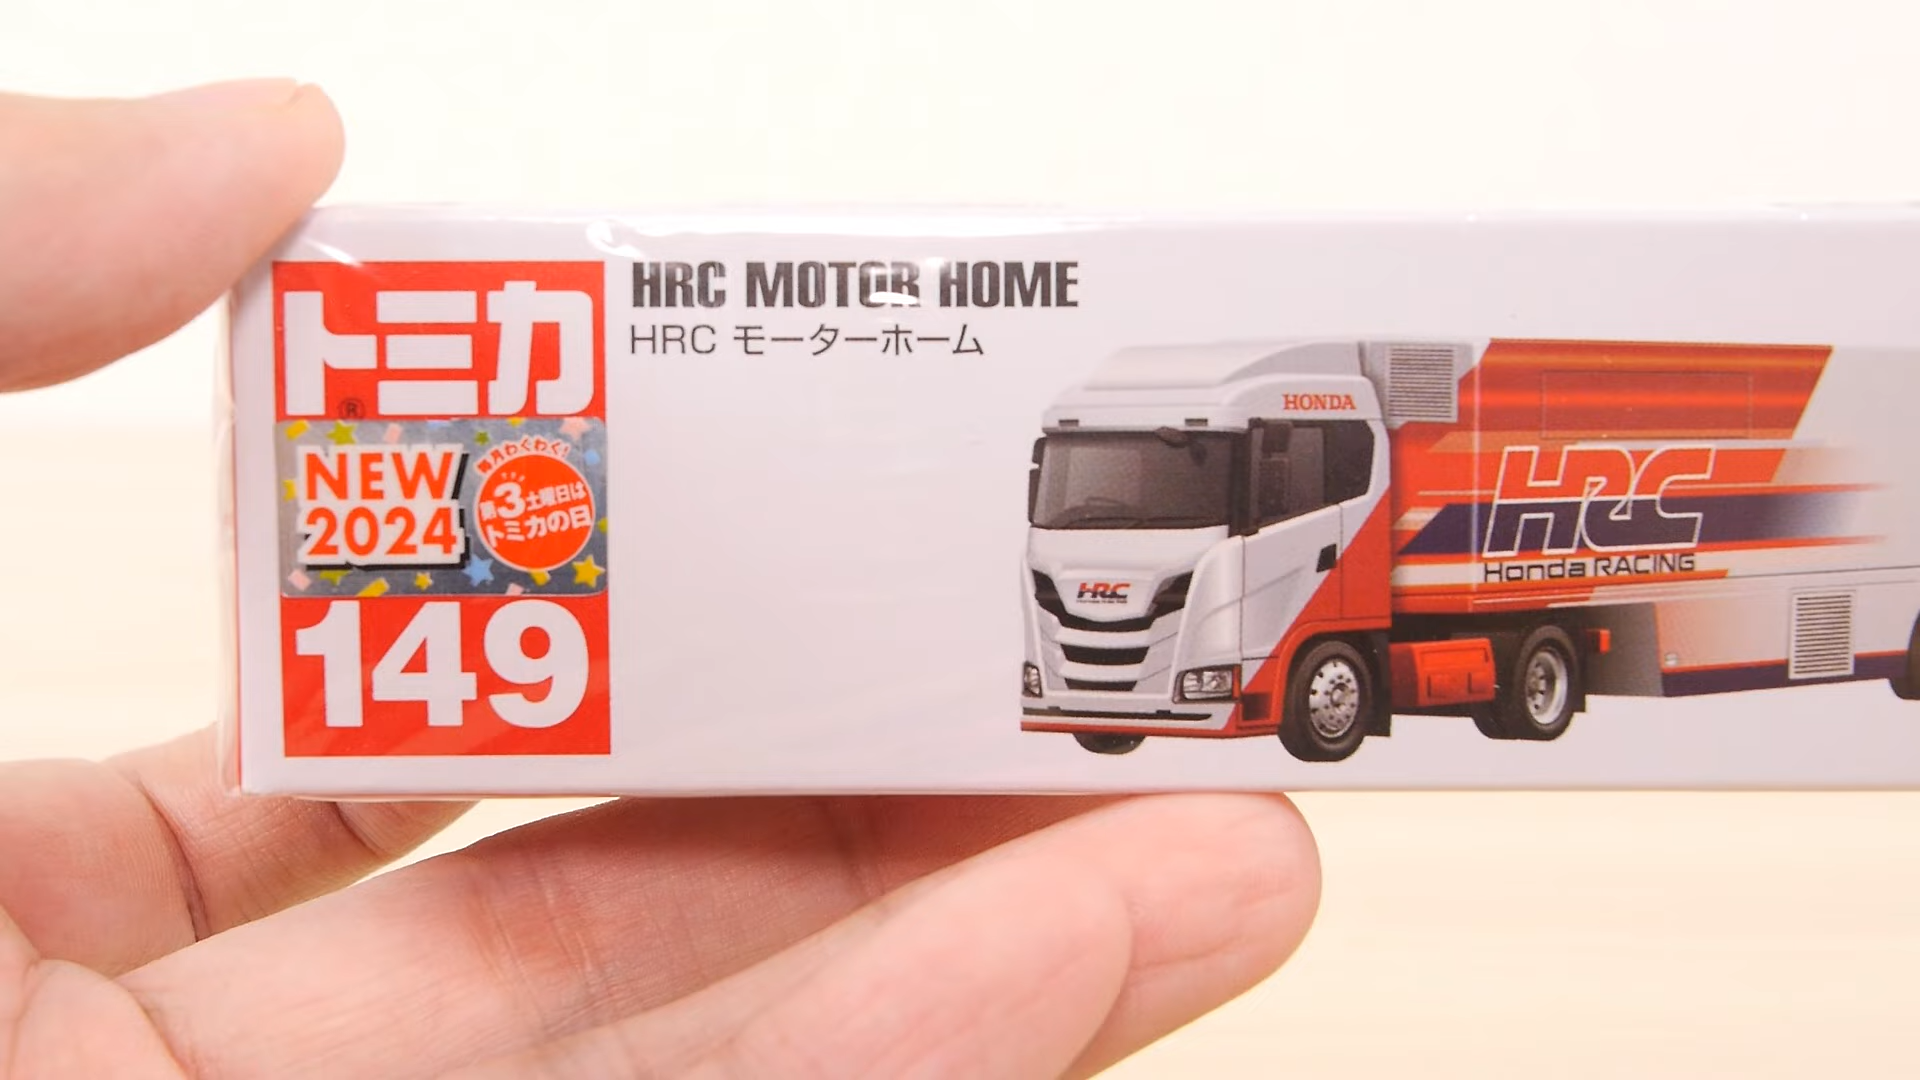 HRC MOTOR HOME
HRC モーターホーム
トミカ
®
NEW
2024
毎月わくわく!
第3土曜日は
トミカの日
149
HONDA
HRC
HRC
Honda RACING